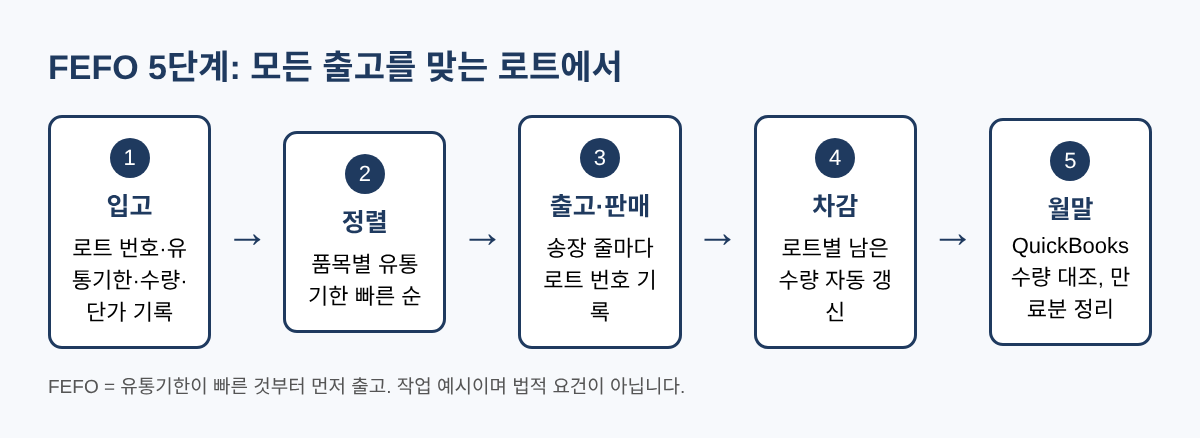 FEFO 5단계: 모든 출고를 맞는 로트에서
1
입고
로트 번호·유
통기한·수량·
단가 기록
→
2
정렬
품목별 유통
기한 빠른 순
→
3
출고·판매
송장 줄마다
로트 번호 기
록
→
4
차감
로트별 남은
수량 자동 갱
신
→
5
월말
QuickBooks
수량 대조, 만
료분 정리
FEFO = 유통기한이 빠른 것부터 먼저 출고. 작업 예시이며 법적 요건이 아닙니다.